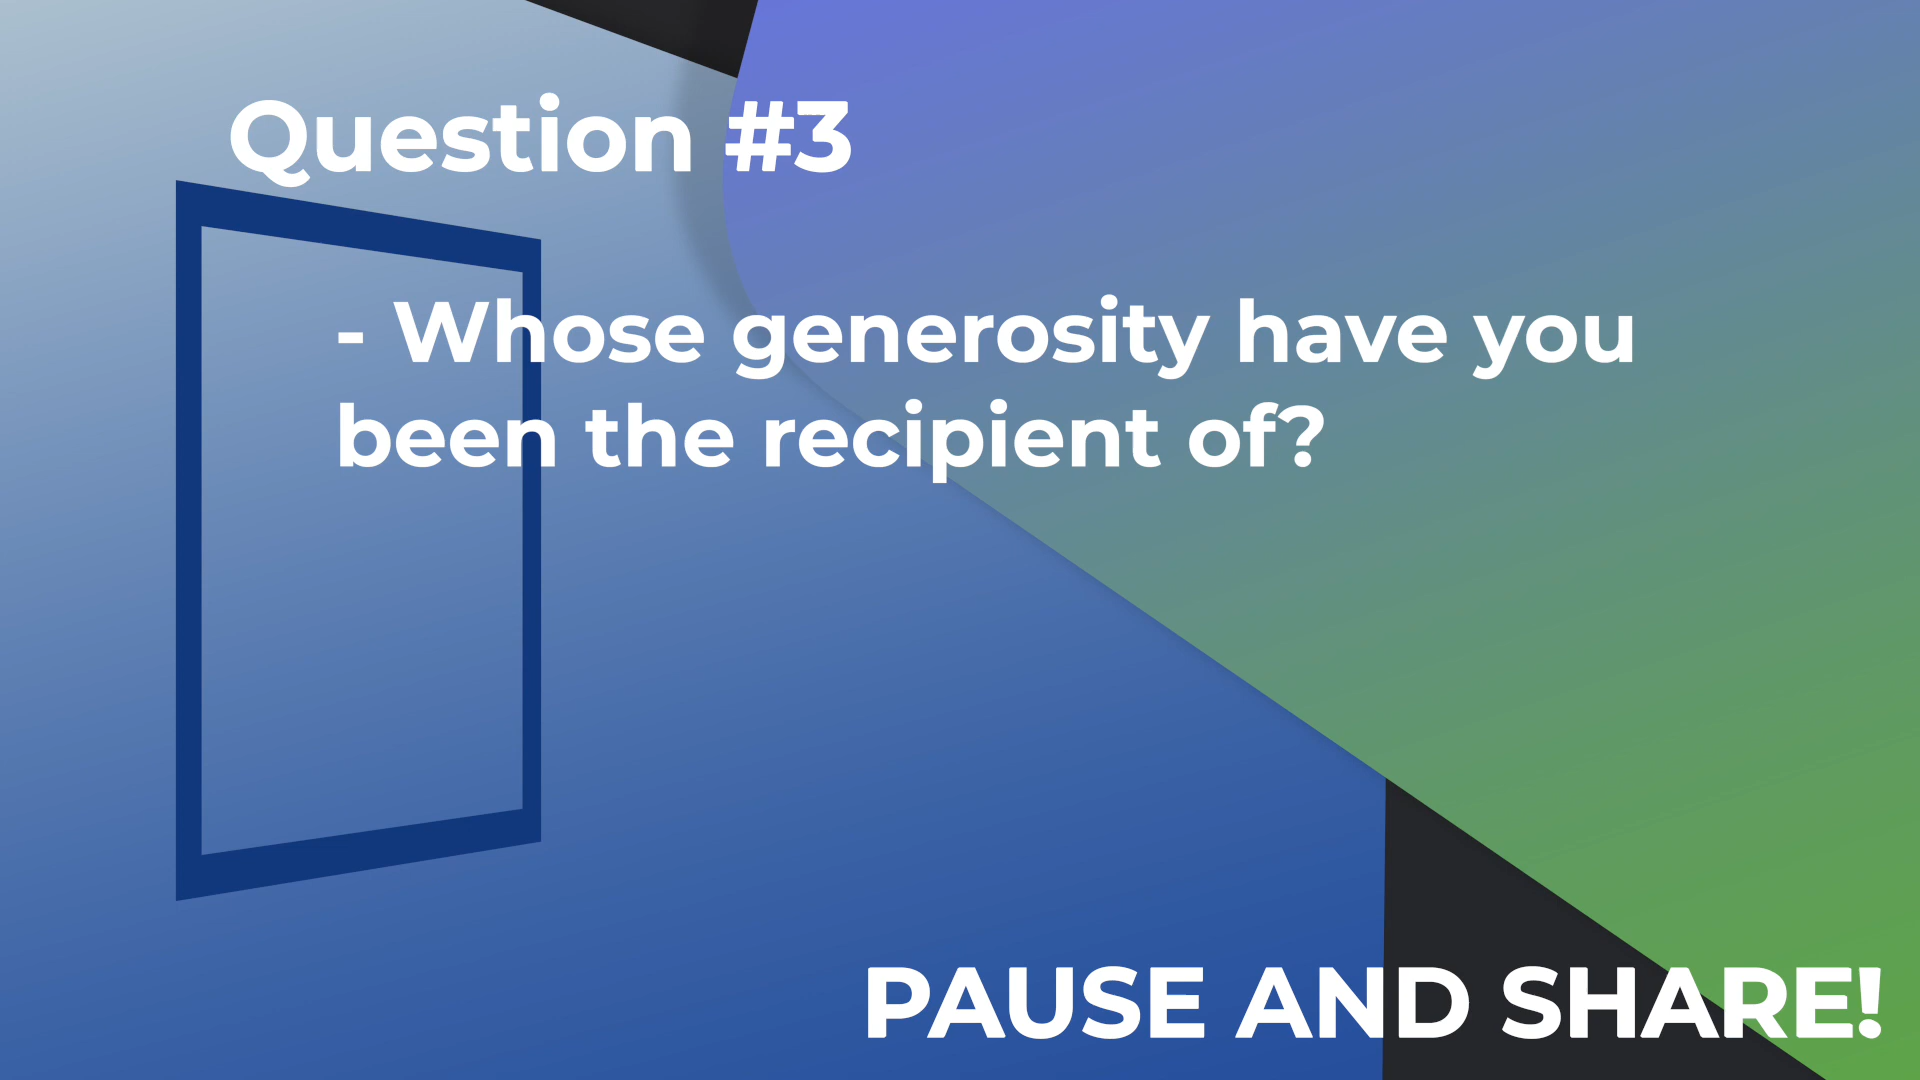 Question #3
- Whose generosity have you
been the recipient of?
PAUSE AND SHARE!